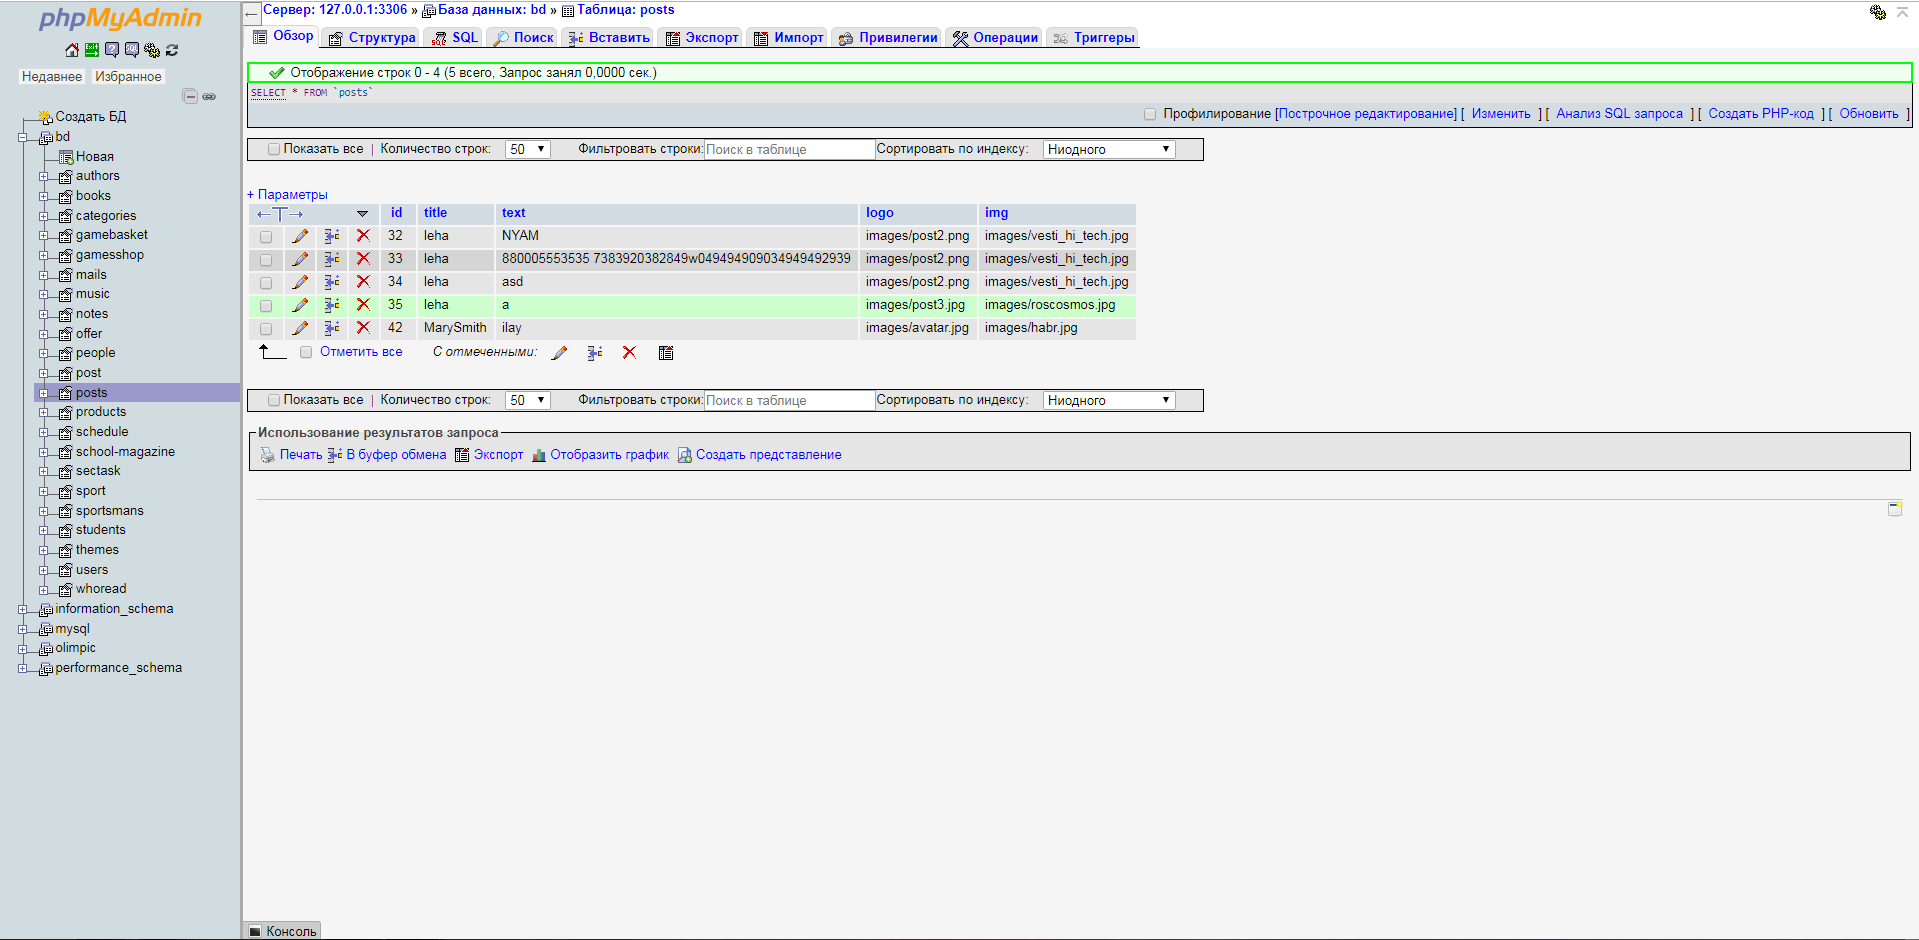 phpMyAdmin
Недавнее Избранное
Создать БД
bd
Новая
authors
books
categories
gamebasket
gamesshop
mails
music
notes
offer
people
post
posts
products
schedule
school-magazine
sectask
sport
sportsmans
students
themes
users
whoread
information_schema
mysql
olimpic
performance_schema
Сервер: 127.0.0.1:3306 » База данных: bd » Таблица: posts
Обзор Структура SQL Поиск Вставить Экспорт Импорт Привилегии Операции Триггеры
Отображение строк 0 - 4 (5 всего, Запрос занял 0,0000 сек.)
SELECT * FROM `posts`
Профилирование [Построчное редактирование] [ Изменить ] [ Анализ SQL запроса ] [ Создать PHP-код ] [ Обновить ]
Показать все | Количество строк: 50 Фильтровать строки: Поиск в таблице Сортировать по индексу: Ниодного
+ Параметры
←T→ id title text logo img
32 leha NYAM images/post2.png images/vesti_hi_tech.jpg
33 leha 880005553535 7383920382849w049494909034949492939 images/post2.png images/vesti_hi_tech.jpg
34 leha asd images/post2.png images/vesti_hi_tech.jpg
35 leha a images/post3.jpg images/roscosmos.jpg
42 MarySmith ilay images/avatar.jpg images/habr.jpg
Отметить все С отмеченными:
Показать все | Количество строк: 50 Фильтровать строки: Поиск в таблице Сортировать по индексу: Ниодного
Использование результатов запроса
Печать В буфер обмена Экспорт Отобразить график Создать представление
Консоль